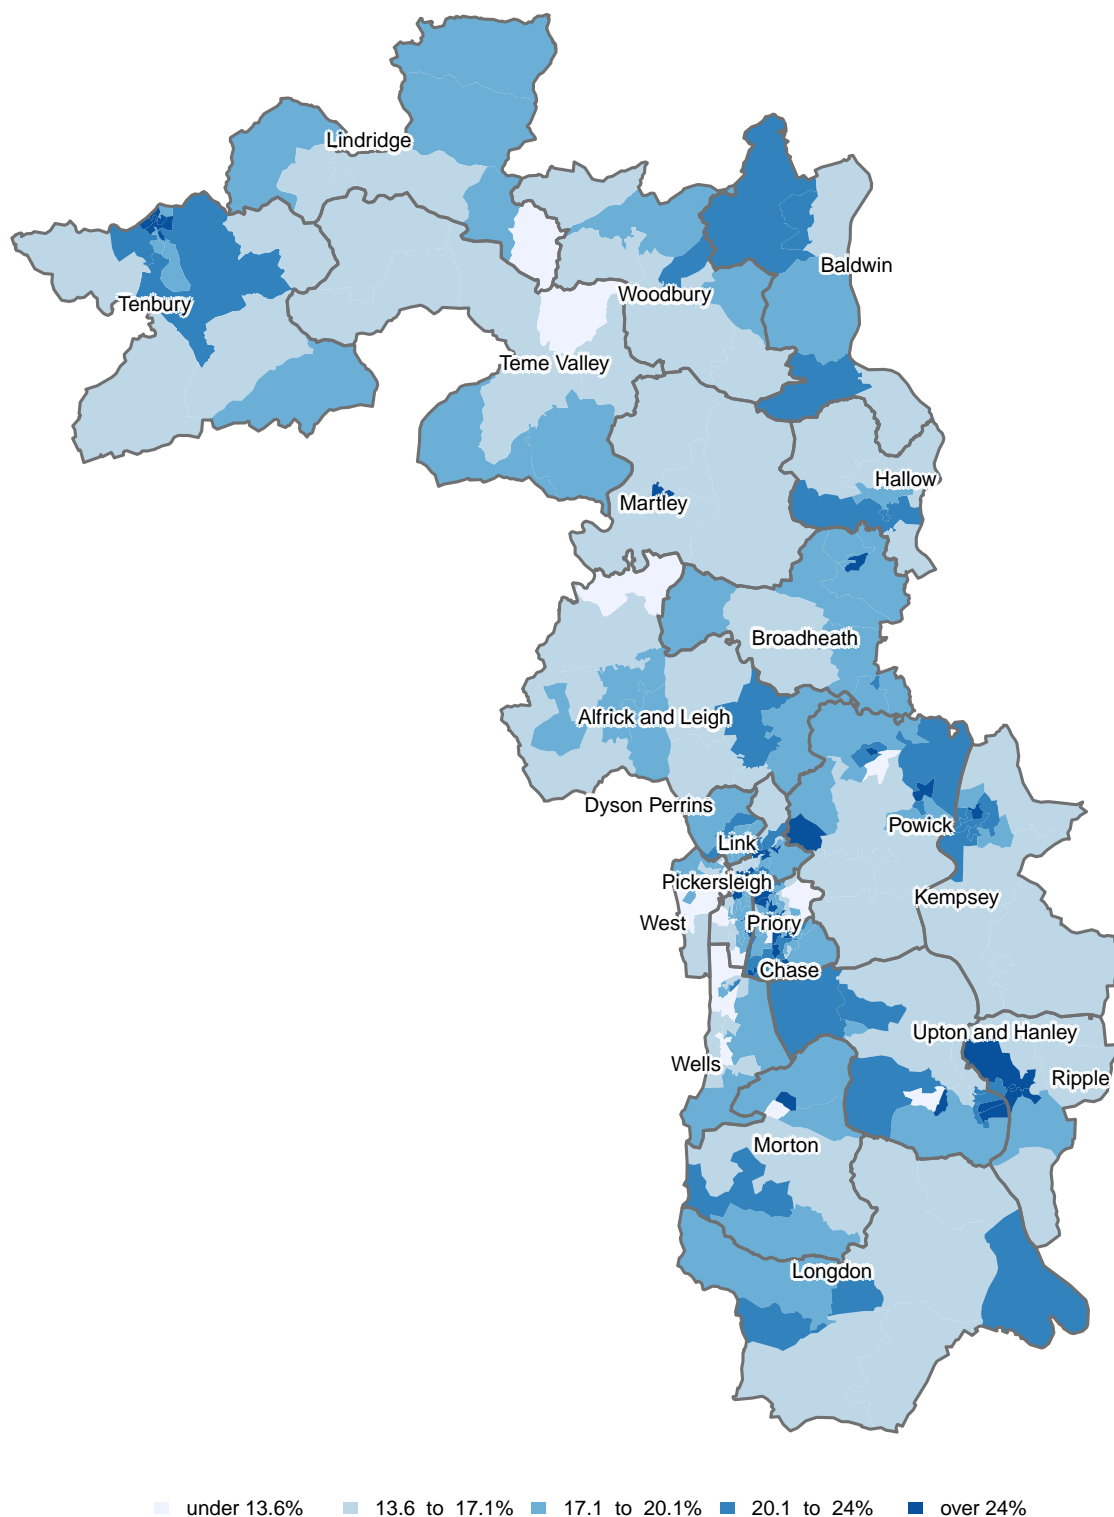 Lindridge
Baldwin
Woodbury
Tenbury
Teme Valley
Hallow
Martley
Broadheath
Alfrick and Leigh
Dyson Perrins
Powick
Link
Pickersleigh
Kempsey
West
Priory
Chase
Upton and Hanley
Wells
Ripple
Morton
Longdon
under 13.6% 13.6 to 17.1% 17.1 to 20.1% 20.1 to 24% over 24%